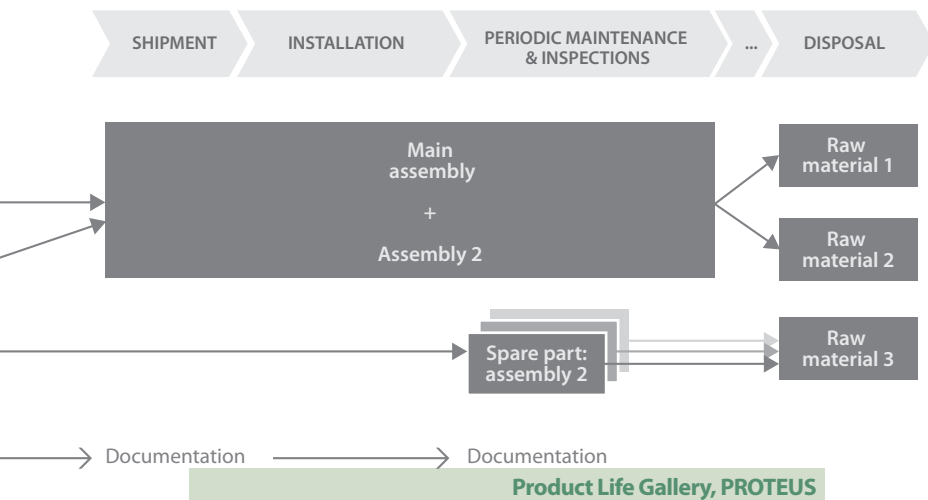 SHIPMENT
INSTALLATION
PERIODIC MAINTENANCE
& INSPECTIONS
...
DISPOSAL
Main
assembly
+
Assembly 2
Raw
material 1
Raw
material 2
Spare part:
assembly 2
Raw
material 3
Documentation
Documentation
Product Life Gallery, PROTEUS